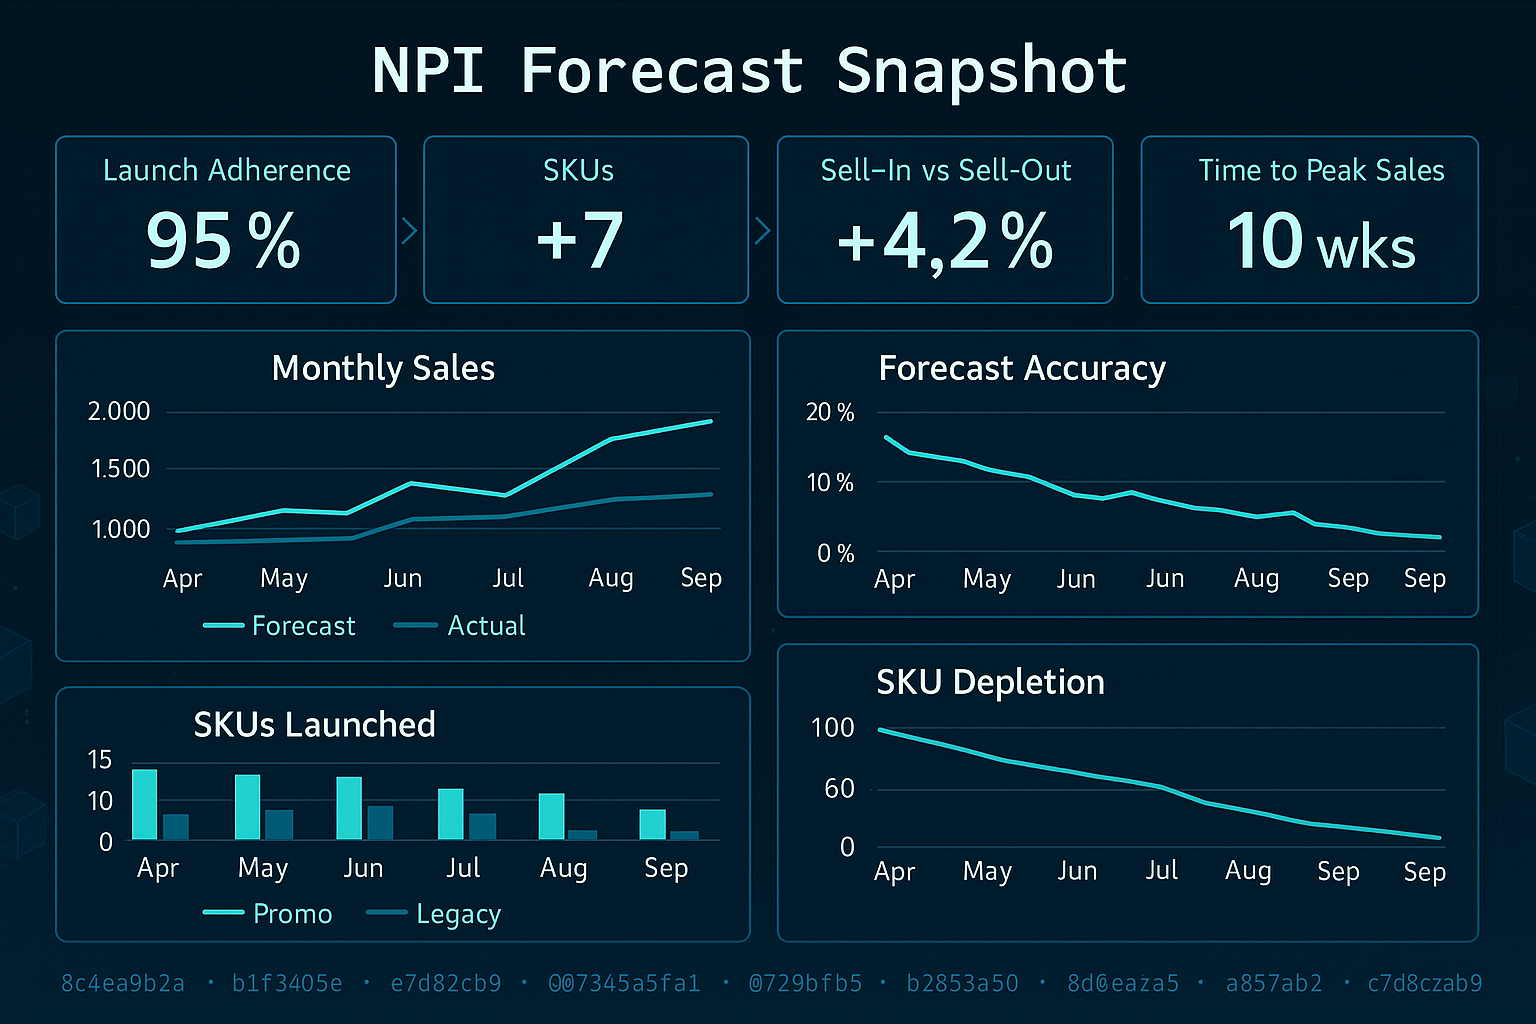 NPI Forecast Snapshot
Launch Adherence
95 %
SKUs
+7
Sell-In vs Sell-Out
+4,2 %
Time to Peak Sales
10 wks
Monthly Sales
2.000
1.500
1.000
Apr May Jun Jul Aug Sep
Forecast Actual
Forecast Accuracy
20 %
10 %
0 %
Apr May Jun Jun Aug Sep Sep
SKUs Launched
15
10
0
Apr May Jun Jul Aug Sep
Promo Legacy
SKU Depletion
100
60
0
Apr May Jun Jul Aug Sep Sep
8c4ea9b2a • b1f3405e • e7d82cb9 • 007345a5fa1 • 0729bfb5 • b2853a50 • 8d0eaza5 • a857ab2 • c7d8czab9